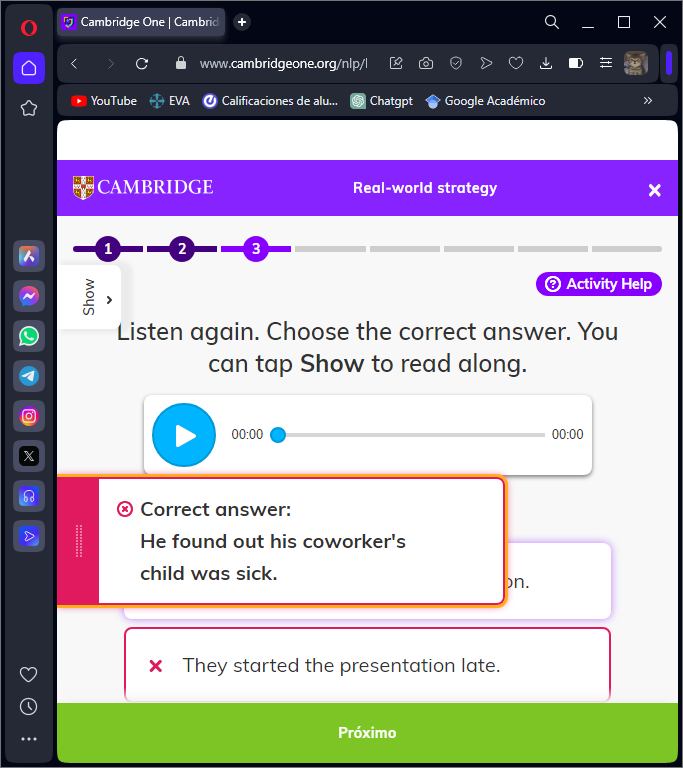 Cambridge One | Cambrid
www.cambridgeone.org/nlp/l
YouTube
EVA
Calificaciones de alu...
Chatgpt
Google Académico
CAMBRIDGE
Real-world strategy
1
2
3
Show
Activity Help
Listen again. Choose the correct answer. You
can tap Show to read along.
00:00
00:00
Correct answer:
He found out his coworker's
child was sick.
on.
They started the presentation late.
Próximo